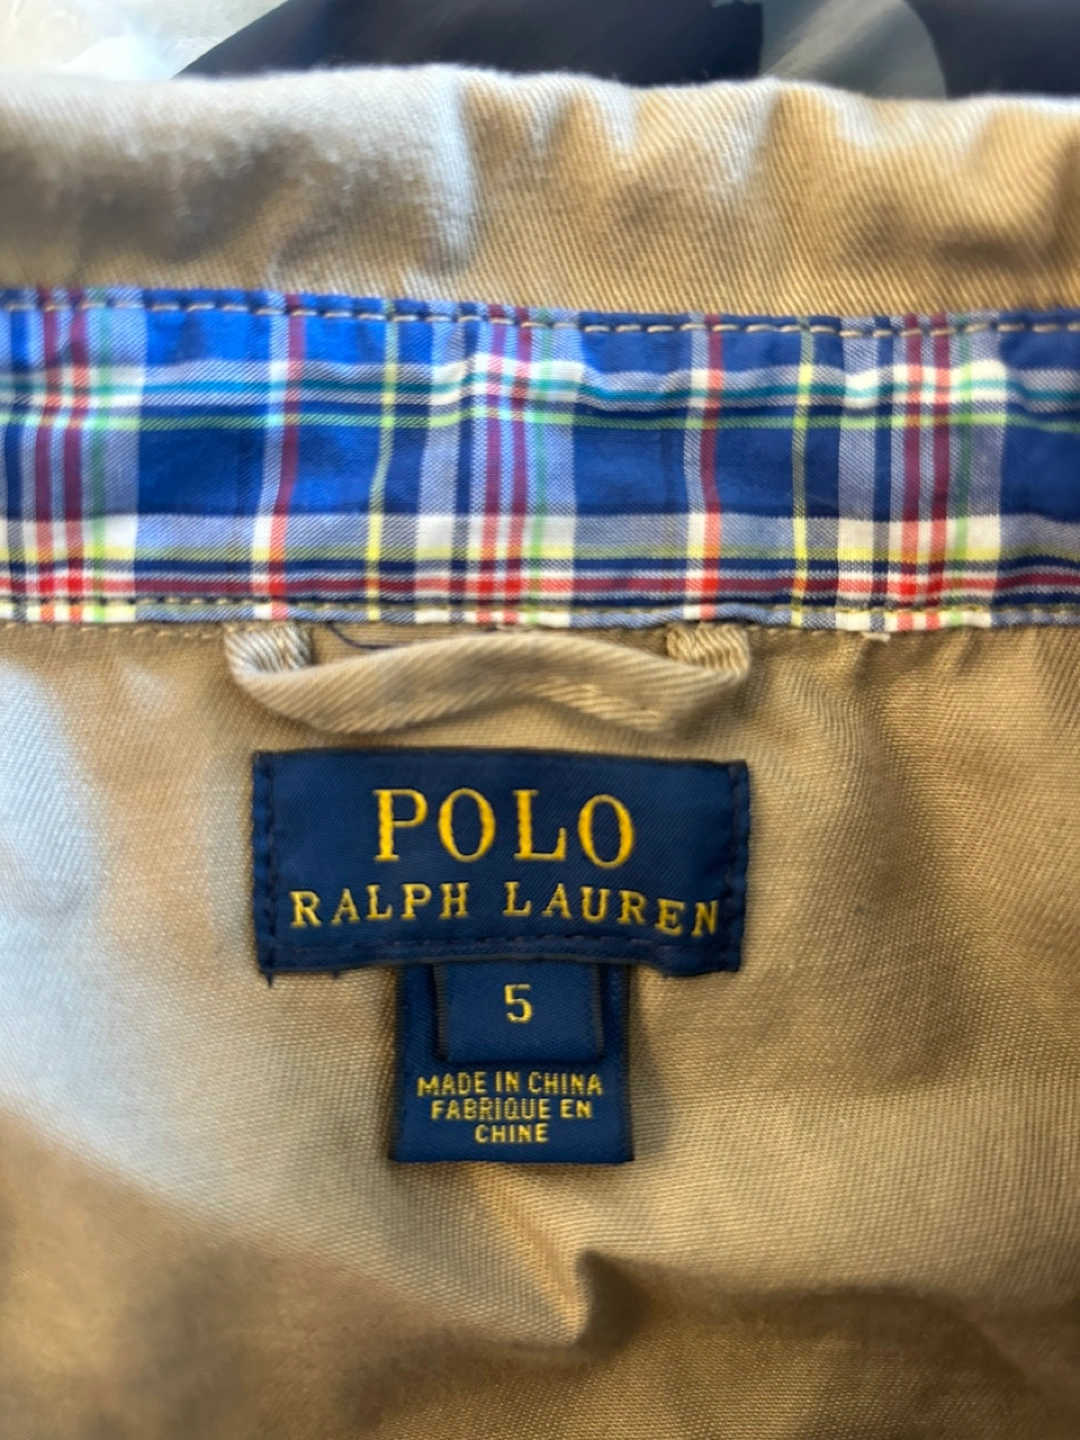 POLO
RALPH LAUREN
5
MADE IN CHINA
FABRIQUE EN
CHINE